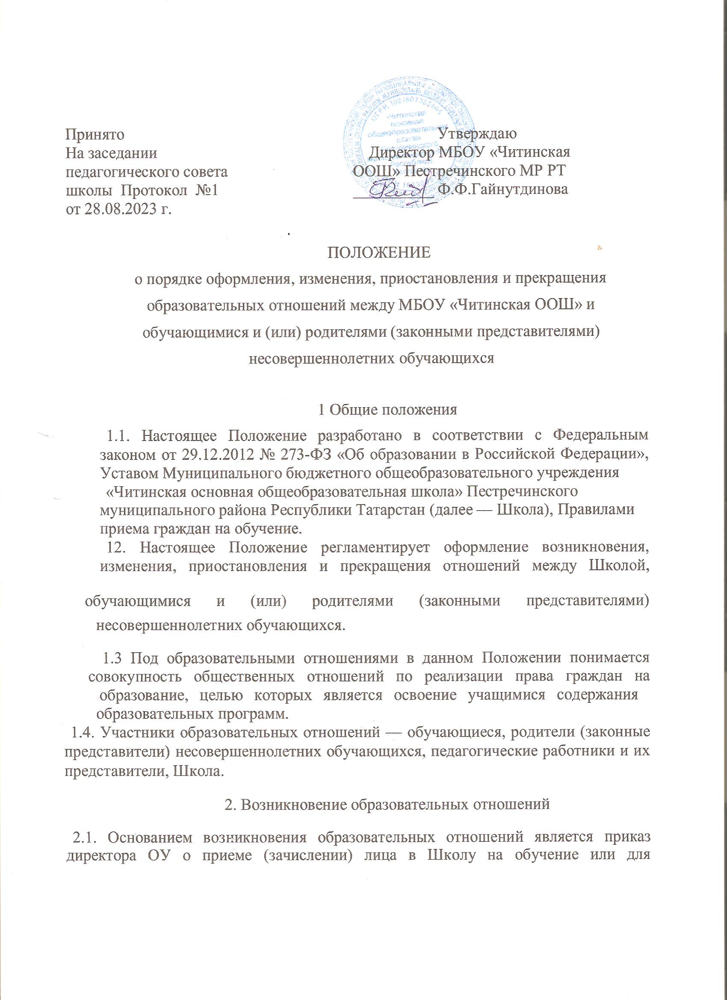 Принято
На заседании
педагогического совета
школы Протокол №1
от 28.08.2023 г.
Утверждаю
Директор МБОУ «Читинская
ООШ» Пестречинского МР РТ
Ф.Ф.Гайнутдинова
«Читинская
основная
общеобразовательная
школа»
Пестречинского
ПОЛОЖЕНИЕ
о порядке оформления, изменения, приостановления и прекращения
образовательных отношений между МБОУ «Читинская ООШ» и
обучающимися и (или) родителями (законными представителями)
несовершеннолетних обучающихся
1 Общие положения
1.1. Настоящее Положение разработано в соответствии с Федеральным
законом от 29.12.2012 № 273-ФЗ «Об образовании в Российской Федерации»,
Уставом Муниципального бюджетного общеобразовательного учреждения
«Читинская основная общеобразовательная школа» Пестречинского
муниципального района Республики Татарстан (далее — Школа), Правилами
приема граждан на обучение.
12. Настоящее Положение регламентирует оформление возникновения,
изменения, приостановления и прекращения отношений между Школой,
обучающимися и (или) родителями (законными представителями)
несовершеннолетних обучающихся.
1.3 Под образовательными отношениями в данном Положении понимается
совокупность общественных отношений по реализации права граждан на
образование, целью которых является освоение учащимися содержания
образовательных программ.
1.4. Участники образовательных отношений — обучающиеся, родители (законные
представители) несовершеннолетних обучающихся, педагогические работники и их
представители, Школа.
2. Возникновение образовательных отношений
2.1. Основанием возникновения образовательных отношений является приказ
директора ОУ о приеме (зачислении) лица в Школу на обучение или для